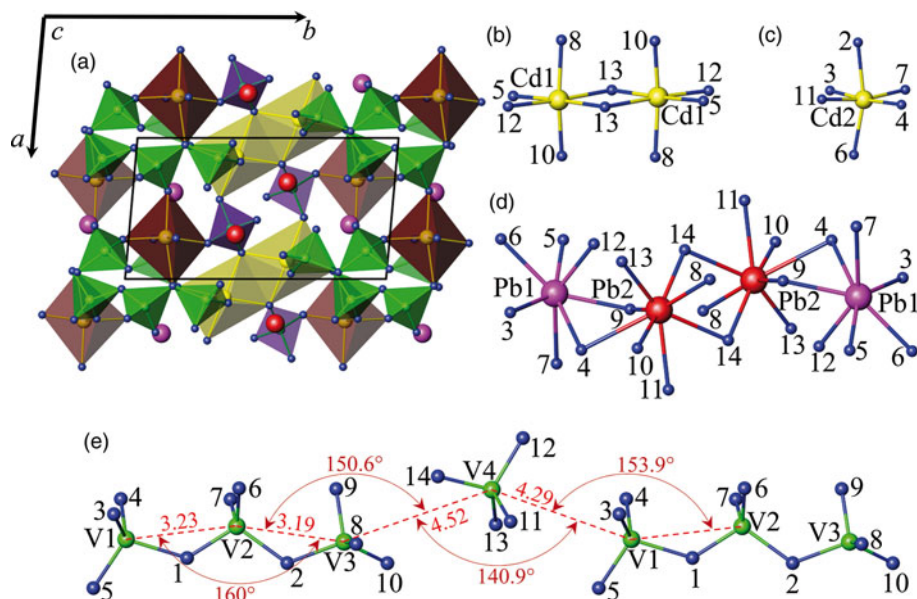 c b
(a)
a
(b)
8 10
Cd1 13 12
5 5
12 13 Cd1
10 8
(c)
2
3 7
11 4
Cd2
6
(d)
11
6 5 12 13 14 10 4 7
Pb1 8 9 3
Pb2 Pb2 Pb1
3 9 8
7 4 10 14 13 12 5 6
11
(e)
150.6° 12 153.9°
14 V4
3 4 7 6 9 4.52 4.29 11 3 4 7 6 9
3.23 3.19 8 13 8
V1 V2 V3 V1 V2 V3
5 1 2 10 140.9° 5 1 2 10
160°